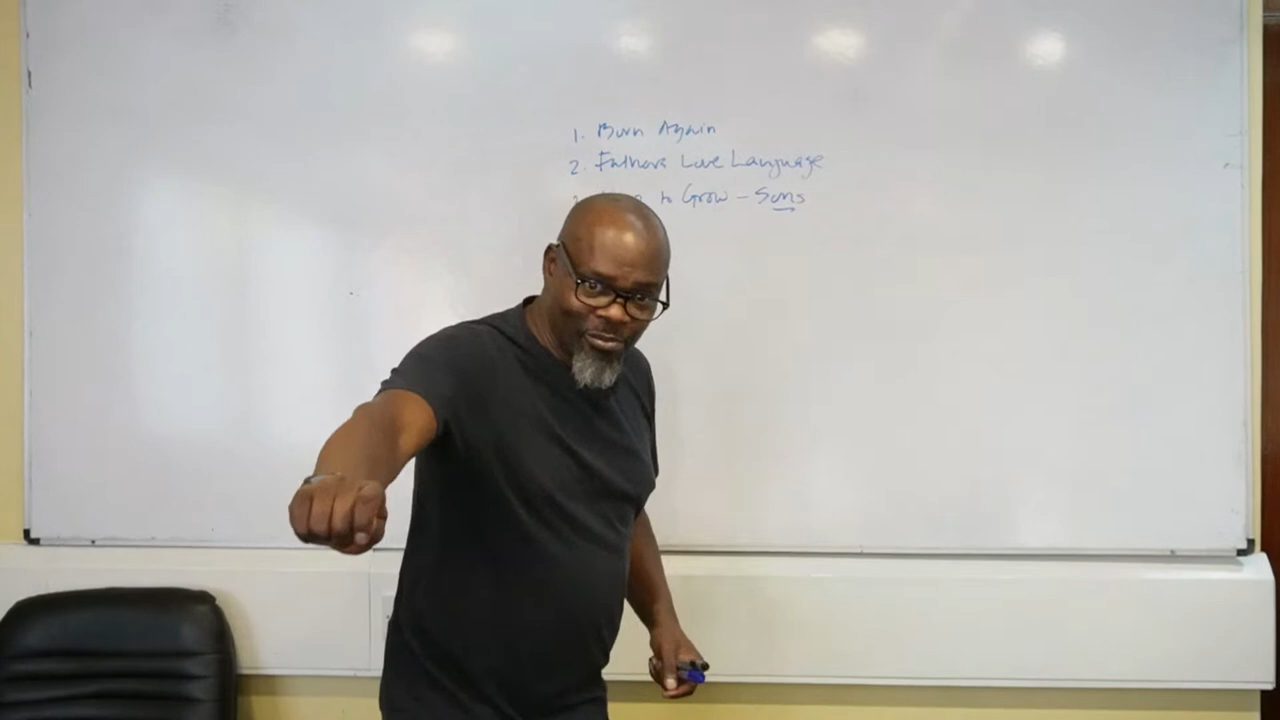 1. Born Again
2. Fathers Love Language
to Grow – Sons